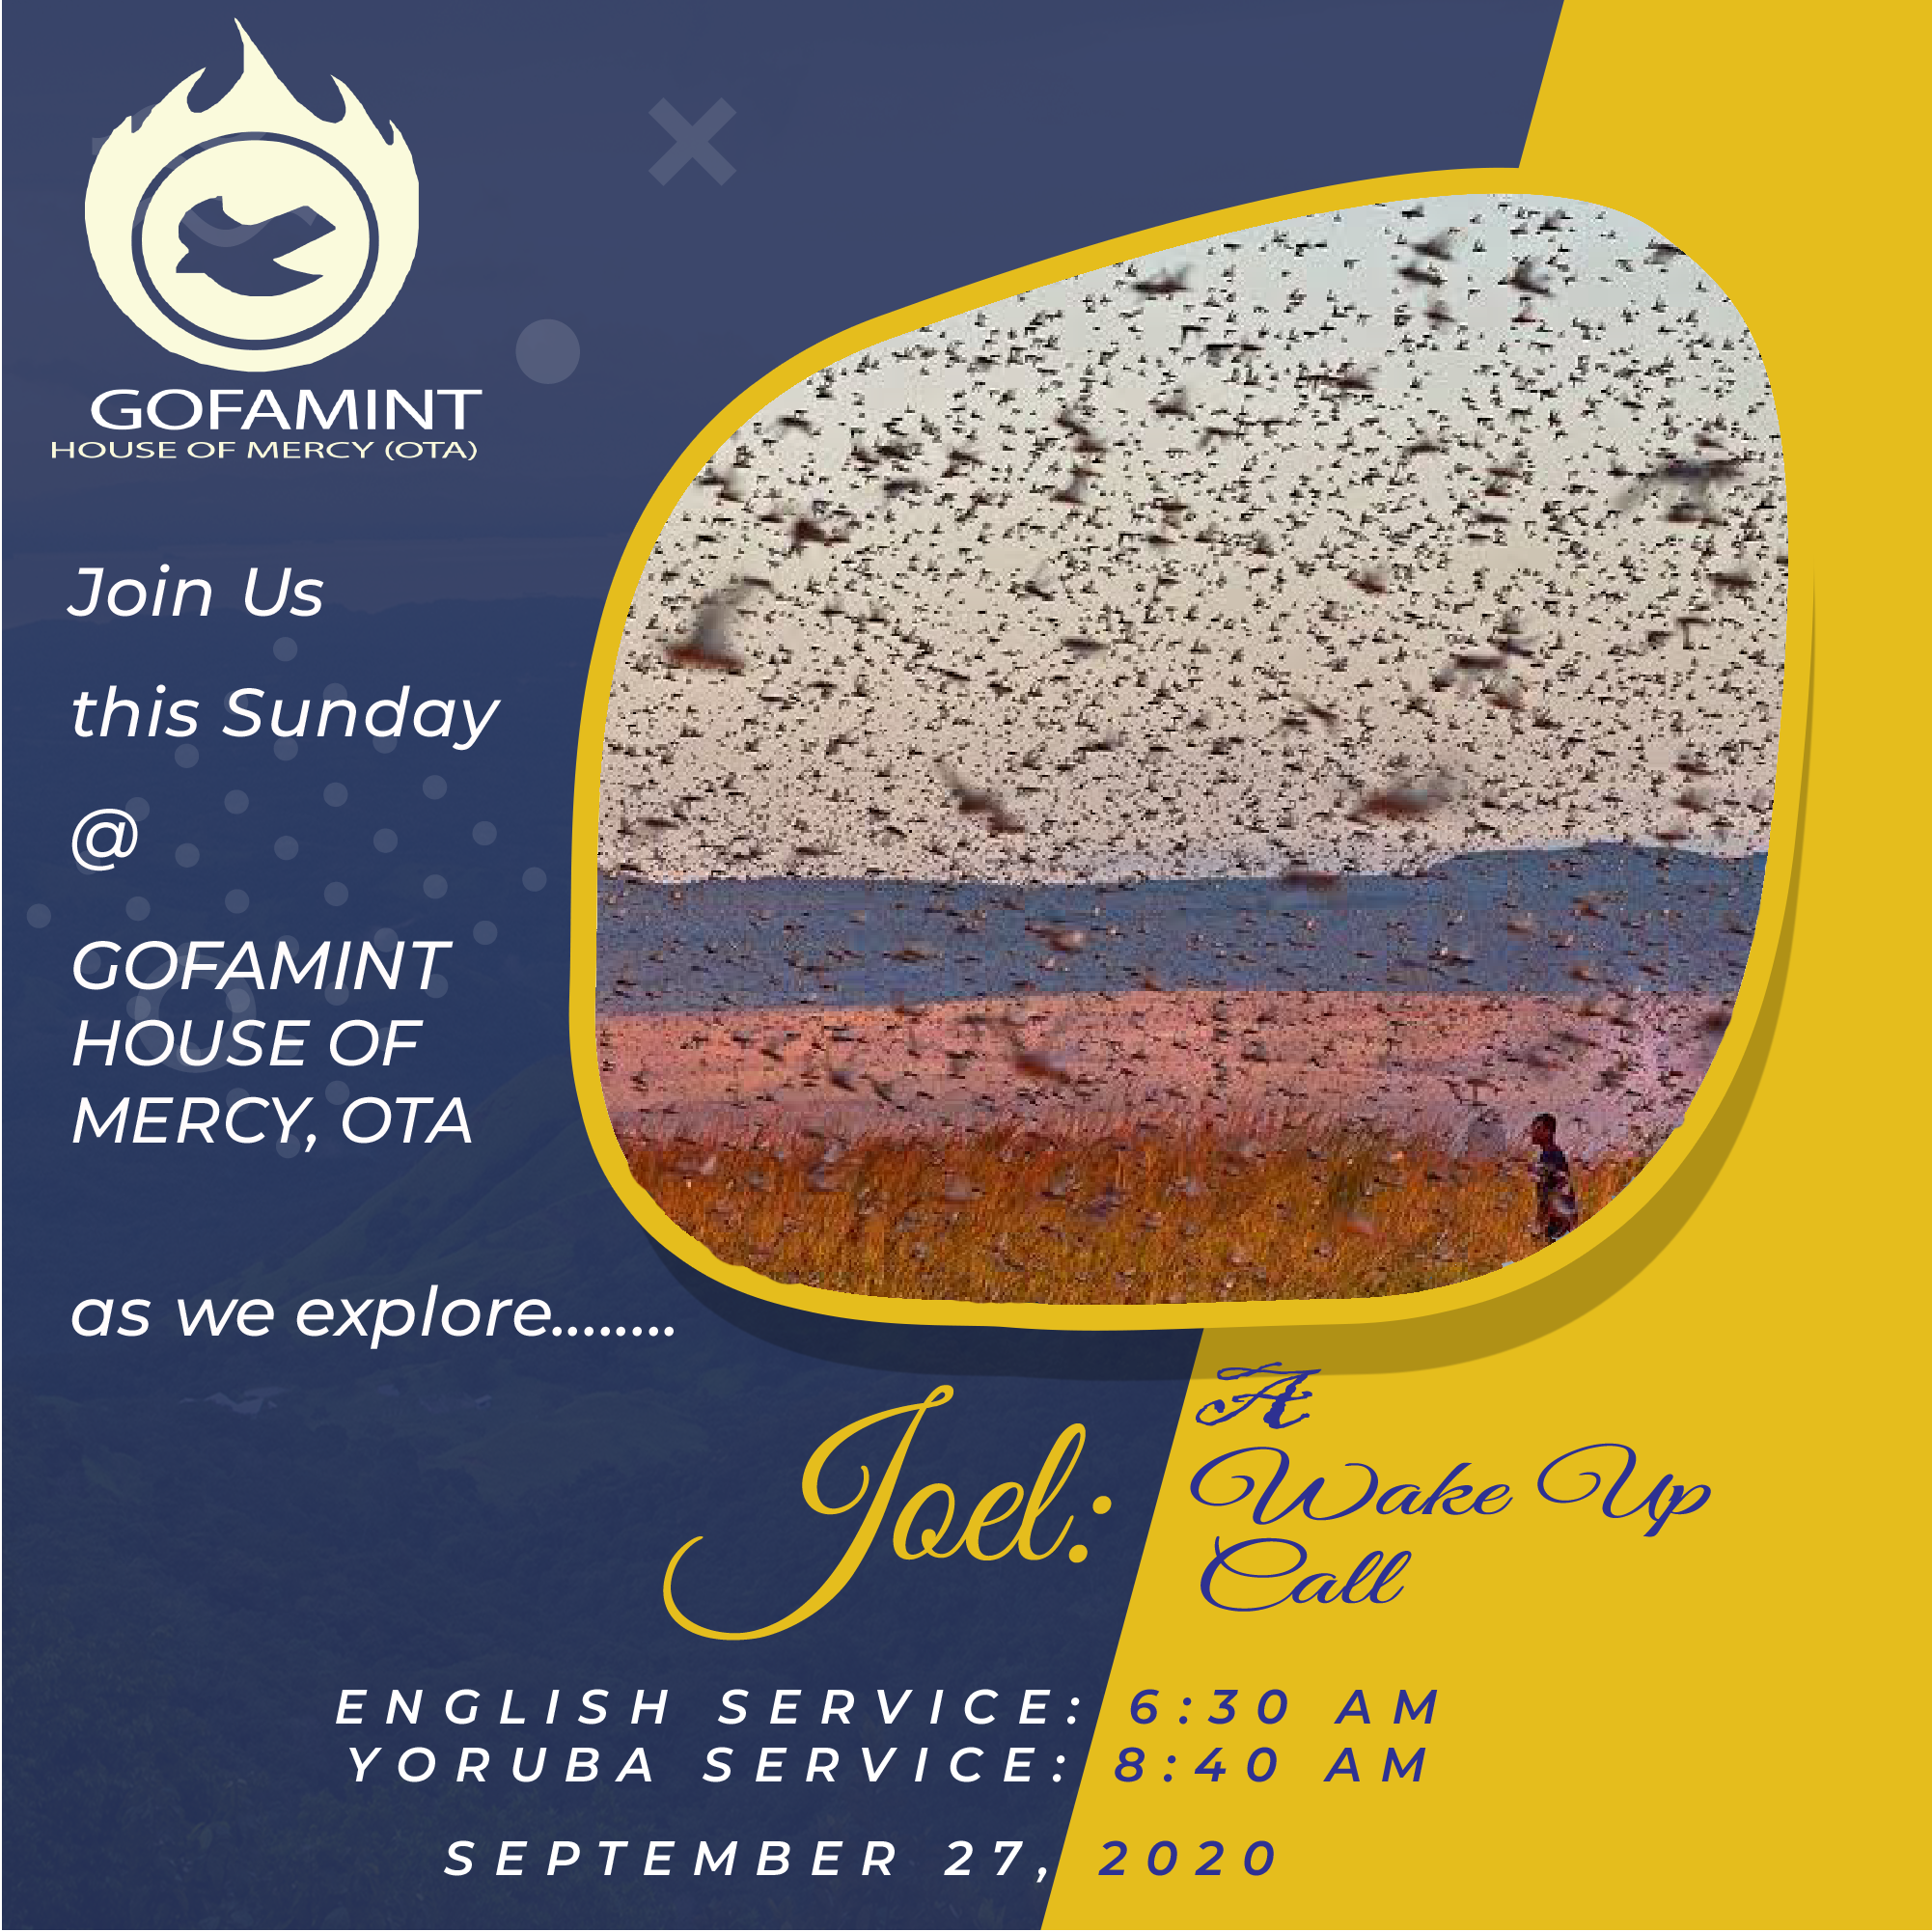 GOFAMINT
HOUSE OF MERCY (OTA)
Join Us
this Sunday
@
GOFAMINT
HOUSE OF
MERCY, OTA
as we explore........
Joel:
A
Wake Up
Call
ENGLISH SERVICE: 6:30 AM
YORUBA SERVICE: 8:40 AM
SEPTEMBER 27, 2020